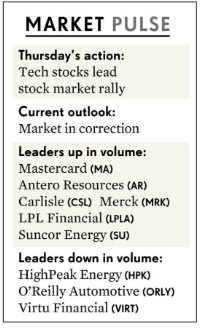 MARKET PULSE
Thursday's action:
Tech stocks lead
stock market rally
Current outlook:
Market in correction
Leaders up in volume:
Mastercard (MA)
Antero Resources (AR)
Carlisle (CSL) Merck (MRK)
LPL Financial (LPLA)
Suncor Energy (SU)
Leaders down in volume:
HighPeak Energy (HPK)
O'Reilly Automotive (ORLY)
Virtu Financial (VIRT)